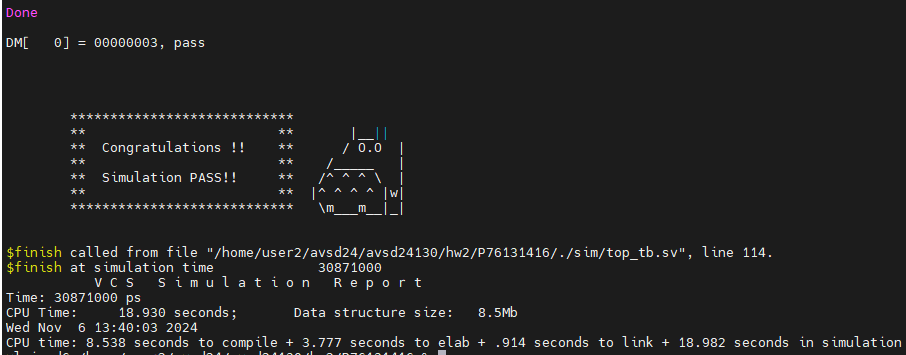 Done
DM[   0] = 00000003, pass
****************************
**                        **         |__||
**  Congratulations !!    **        / O.O  |
**                        **      /_____   |
**  Simulation PASS!!     **     /^ ^ ^ \  |
**                        **    |^ ^ ^ ^ |w|
****************************     \m___m__|_|
$finish called from file "/home/user2/avsd24/avsd24130/hw2/P76131416/./sim/top_tb.sv", line 114.
$finish at simulation time             30871000
V C S   S i m u l a t i o n   R e p o r t
Time: 30871000 ps
CPU Time:     18.930 seconds;       Data structure size:   8.5Mb
Wed Nov  6 13:40:03 2024
CPU time: 8.538 seconds to compile + 3.777 seconds to elab + .914 seconds to link + 18.982 seconds in simulation